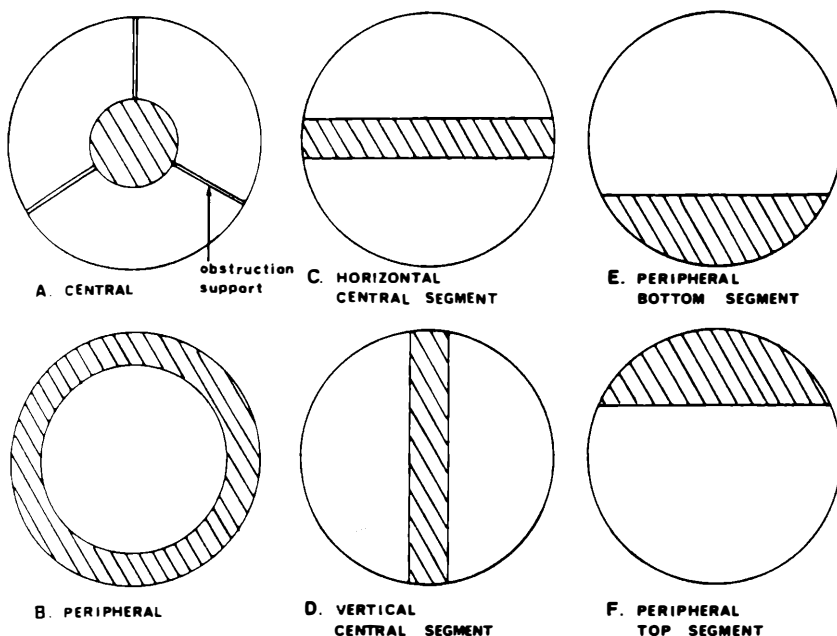 obstruction
support
A. CENTRAL
C. HORIZONTAL
CENTRAL SEGMENT
E. PERIPHERAL
BOTTOM SEGMENT
B. PERIPHERAL
D. VERTICAL
CENTRAL SEGMENT
F. PERIPHERAL
TOP SEGMENT